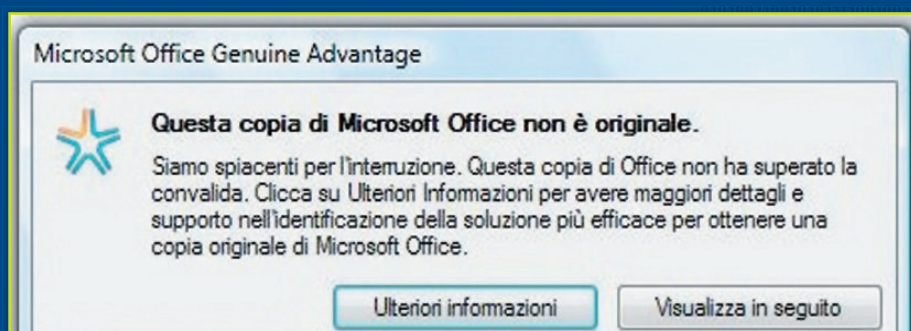 Microsoft Office Genuine Advantage
Questa copia di Microsoft Office non è originale.
Siamo spiacenti per l'interruzione. Questa copia di Office non ha superato la
convalida. Clicca su Ulteriori Informazioni per avere maggiori dettagli e
supporto nell'identificazione della soluzione più efficace per ottenere una
copia originale di Microsoft Office.
Ulteriori informazioni
Visualizza in seguito